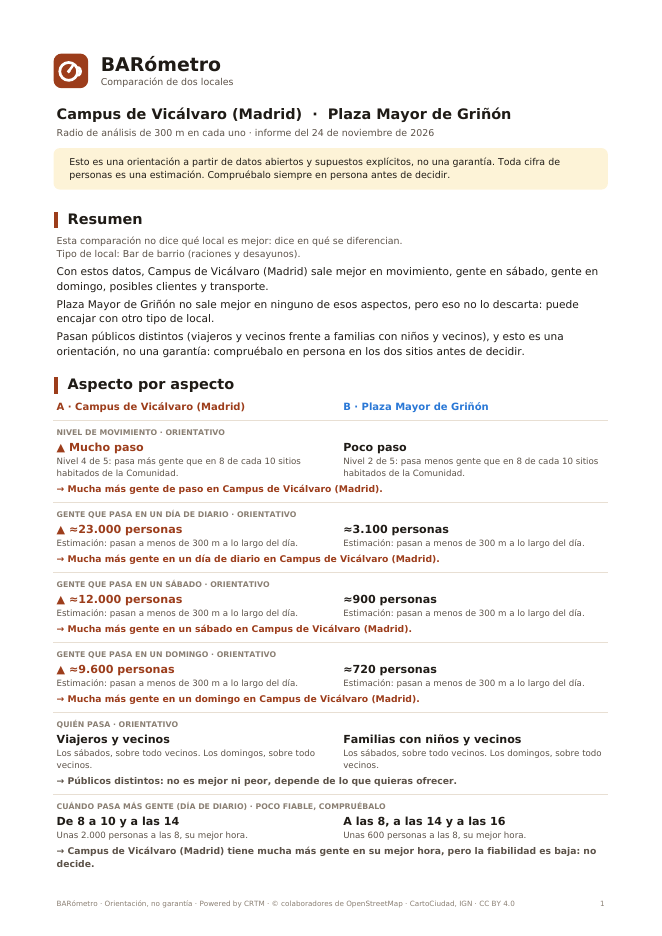 BARómetro
Comparación de dos locales
Campus de Vicálvaro (Madrid) · Plaza Mayor de Griñón
Radio de análisis de 300 m en cada uno · informe del 24 de noviembre de 2026
Esto es una orientación a partir de datos abiertos y supuestos explícitos, no una garantía. Toda cifra de
personas es una estimación. Compruébalo siempre en persona antes de decidir.
Resumen
Esta comparación no dice qué local es mejor: dice en qué se diferencian.
Tipo de local: Bar de barrio (raciones y desayunos).
Con estos datos, Campus de Vicálvaro (Madrid) sale mejor en movimiento, gente en sábado, gente en
domingo, posibles clientes y transporte.
Plaza Mayor de Griñón no sale mejor en ninguno de esos aspectos, pero eso no lo descarta: puede
encajar con otro tipo de local.
Pasan públicos distintos (viajeros y vecinos frente a familias con niños y vecinos), y esto es una
orientación, no una garantía: compruébalo en persona en los dos sitios antes de decidir.
Aspecto por aspecto
A · Campus de Vicálvaro (Madrid)
B · Plaza Mayor de Griñón
NIVEL DE MOVIMIENTO · ORIENTATIVO
▲ Mucho paso
Poco paso
Nivel 4 de 5: pasa más gente que en 8 de cada 10 sitios
habitados de la Comunidad.
Nivel 2 de 5: pasa menos gente que en 8 de cada 10 sitios
habitados de la Comunidad.
→ Mucha más gente de paso en Campus de Vicálvaro (Madrid).
GENTE QUE PASA EN UN DÍA DE DIARIO · ORIENTATIVO
▲ ≈23.000 personas
≈3.100 personas
Estimación: pasan a menos de 300 m a lo largo del día.
Estimación: pasan a menos de 300 m a lo largo del día.
→ Mucha más gente en un día de diario en Campus de Vicálvaro (Madrid).
GENTE QUE PASA EN UN SÁBADO · ORIENTATIVO
▲ ≈12.000 personas
≈900 personas
Estimación: pasan a menos de 300 m a lo largo del día.
Estimación: pasan a menos de 300 m a lo largo del día.
→ Mucha más gente en un sábado en Campus de Vicálvaro (Madrid).
GENTE QUE PASA EN UN DOMINGO · ORIENTATIVO
▲ ≈9.600 personas
≈720 personas
Estimación: pasan a menos de 300 m a lo largo del día.
Estimación: pasan a menos de 300 m a lo largo del día.
→ Mucha más gente en un domingo en Campus de Vicálvaro (Madrid).
QUIÉN PASA · ORIENTATIVO
Viajeros y vecinos
Familias con niños y vecinos
Los sábados, sobre todo vecinos. Los domingos, sobre todo
vecinos.
Los sábados, sobre todo vecinos. Los domingos, sobre todo
vecinos.
→ Públicos distintos: no es mejor ni peor, depende de lo que quieras ofrecer.
CUÁNDO PASA MÁS GENTE (DÍA DE DIARIO) · POCO FIABLE, COMPRUÉBALO
De 8 a 10 y a las 14
A las 8, a las 14 y a las 16
Unas 2.000 personas a las 8, su mejor hora.
Unas 600 personas a las 8, su mejor hora.
→ Campus de Vicálvaro (Madrid) tiene mucha más gente en su mejor hora, pero la fiabilidad es baja: no
decide.
BARómetro · Orientación, no garantía · Powered by CRTM · © colaboradores de OpenStreetMap · CartoCiudad, IGN · CC BY 4.0
1